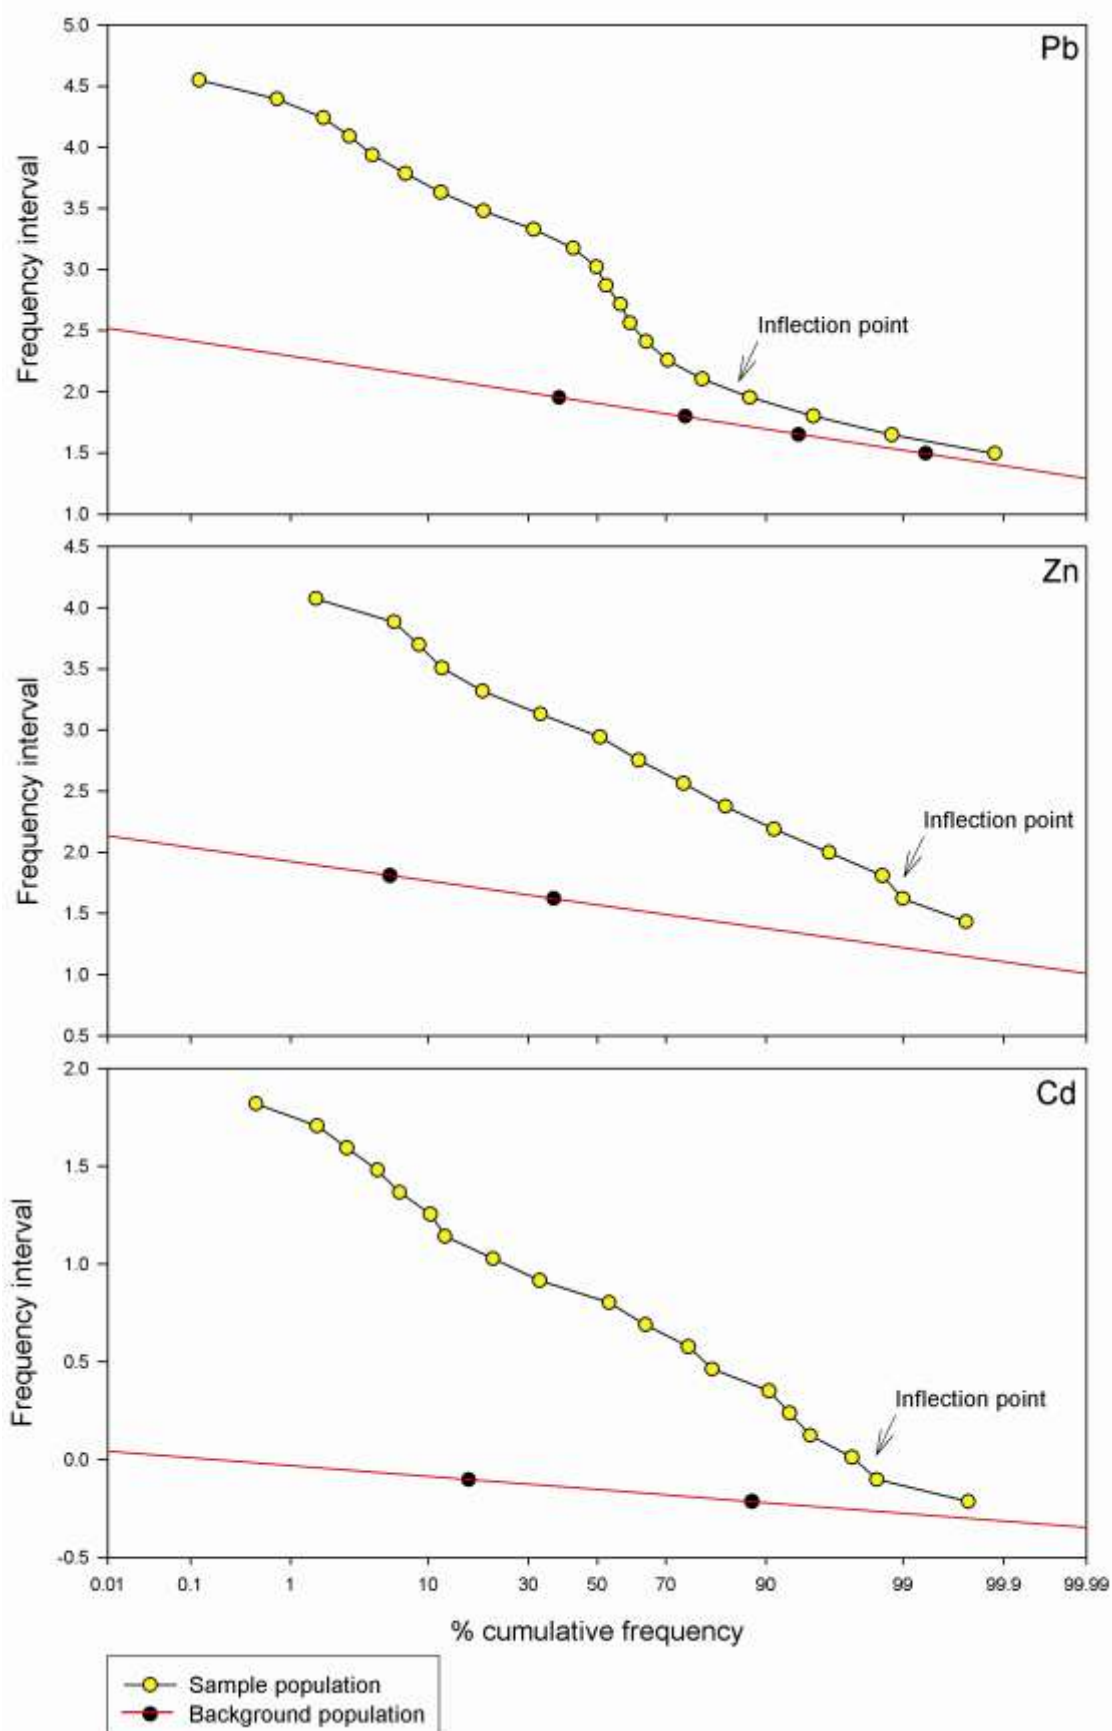 Pb
5.0
4.5
4.0
3.5
3.0
2.5
2.0
1.5
1.0
Frequency interval
Inflection point
Zn
4.5
4.0
3.5
3.0
2.5
2.0
1.5
1.0
0.5
Frequency interval
Inflection point
Cd
2.0
1.5
1.0
0.5
0.0
-0.5
Frequency interval
Inflection point
0.01 0.1 1 10 30 50 70 90 99 99.9 99.99
% cumulative frequency
Sample population
Background population